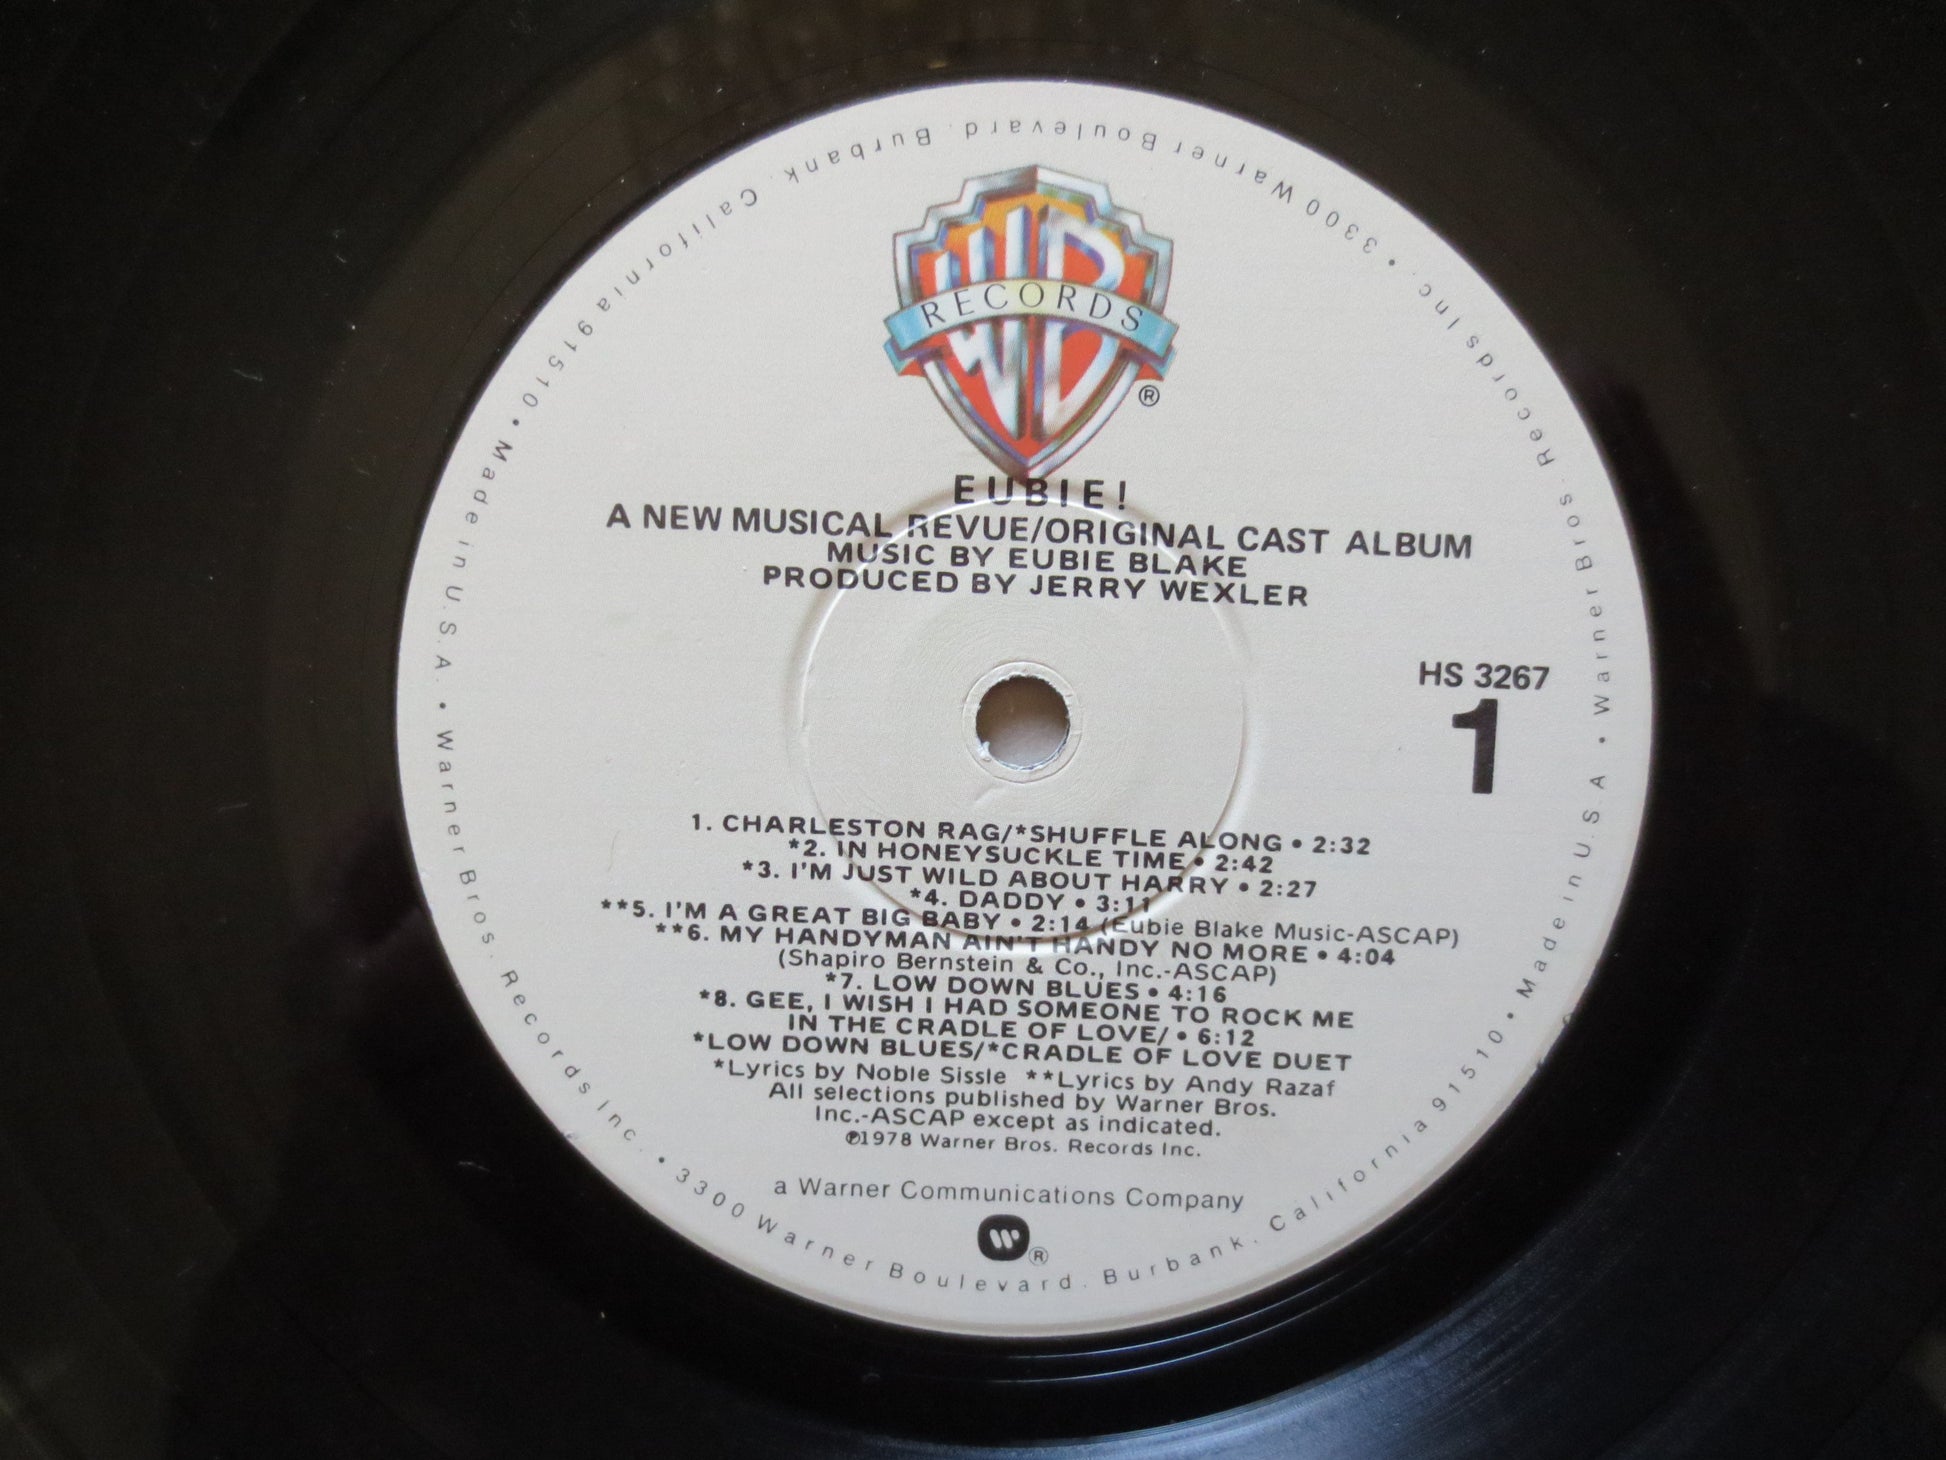 WB
RECORDS
®
EUBIE!
A NEW MUSICAL REVUE/ORIGINAL CAST ALBUM
MUSIC BY EUBIE BLAKE
PRODUCED BY JERRY WEXLER
HS 3267
1
1. CHARLESTON RAG/*SHUFFLE ALONG • 2:32
*2. IN HONEYSUCKLE TIME • 2:42
*3. I'M JUST WILD ABOUT HARRY • 2:27
*4. DADDY • 3:11
**5. I'M A GREAT BIG BABY • 2:14 (Eubie Blake Music-ASCAP)
**6. MY HANDYMAN AIN'T HANDY NO MORE • 4:04
(Shapiro Bernstein & Co., Inc.-ASCAP)
*7. LOW DOWN BLUES • 4:16
*8. GEE, I WISH I HAD SOMEONE TO ROCK ME
IN THE CRADLE OF LOVE/ • 6:12
*LOW DOWN BLUES/*CRADLE OF LOVE DUET
*Lyrics by Noble Sissle **Lyrics by Andy Razaf
All selections published by Warner Bros.
Inc.-ASCAP except as indicated.
℗1978 Warner Bros. Records Inc.
a Warner Communications Company
®
Warner Bros. Records Inc. • 3300 Warner Boulevard. Burbank. California 91510 • Made in U.S.A. •
Warner Bros. Records Inc. • 3300 Warner Boulevard. Burbank. California 91510 • Made in U.S.A •